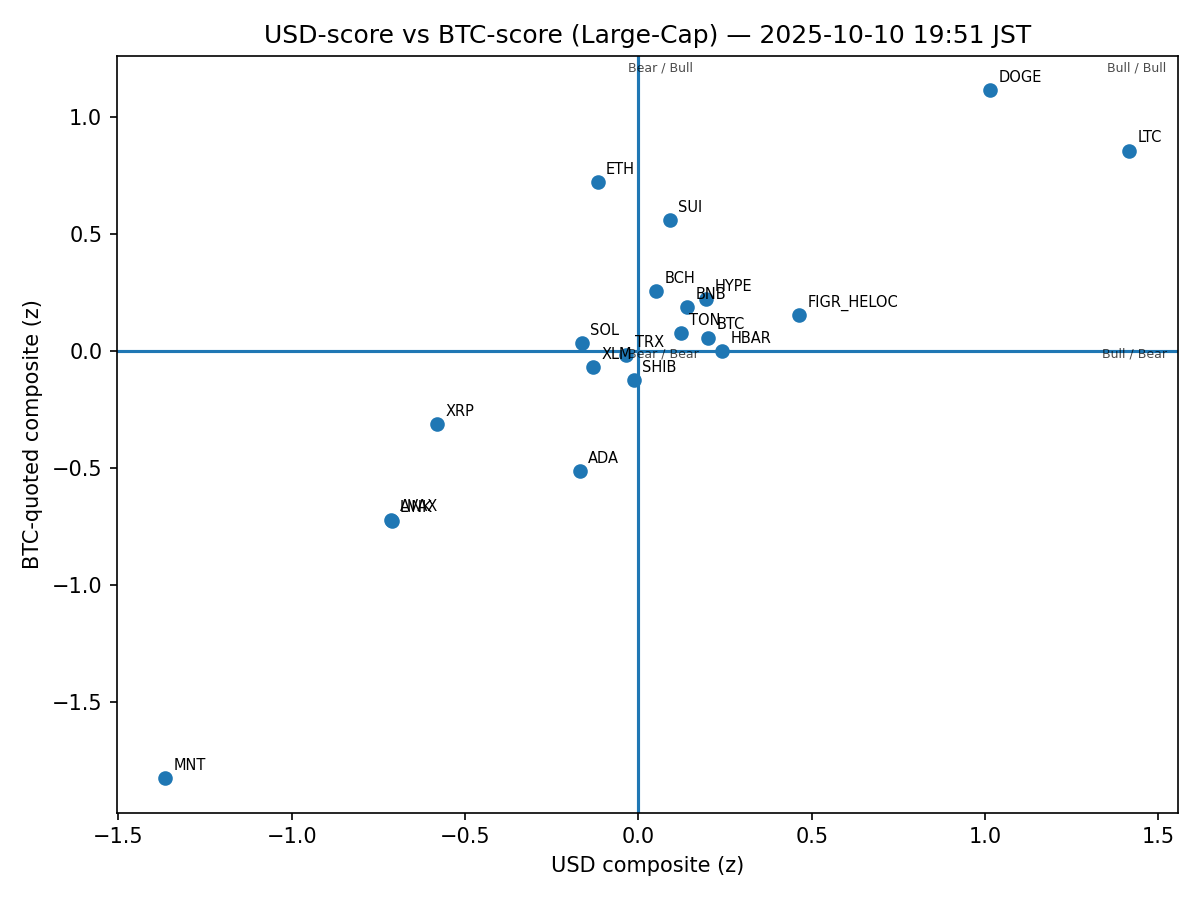 USD-score vs BTC-score (Large-Cap) — 2025-10-10 19:51 JST
Bear / Bull
Bull / Bull
DOGE
LTC
ETH
SUI
BCH
HYPE
BNB
FIGR_HELOC
TON
BTC
SOL
HBAR
TRX
XLM
Bear / Bear
Bull / Bear
SHIB
XRP
ADA
AVAX
LINK
MNT
1.0
0.5
0.0
−0.5
−1.0
−1.5
BTC-quoted composite (z)
−1.5
−1.0
−0.5
0.0
0.5
1.0
1.5
USD composite (z)